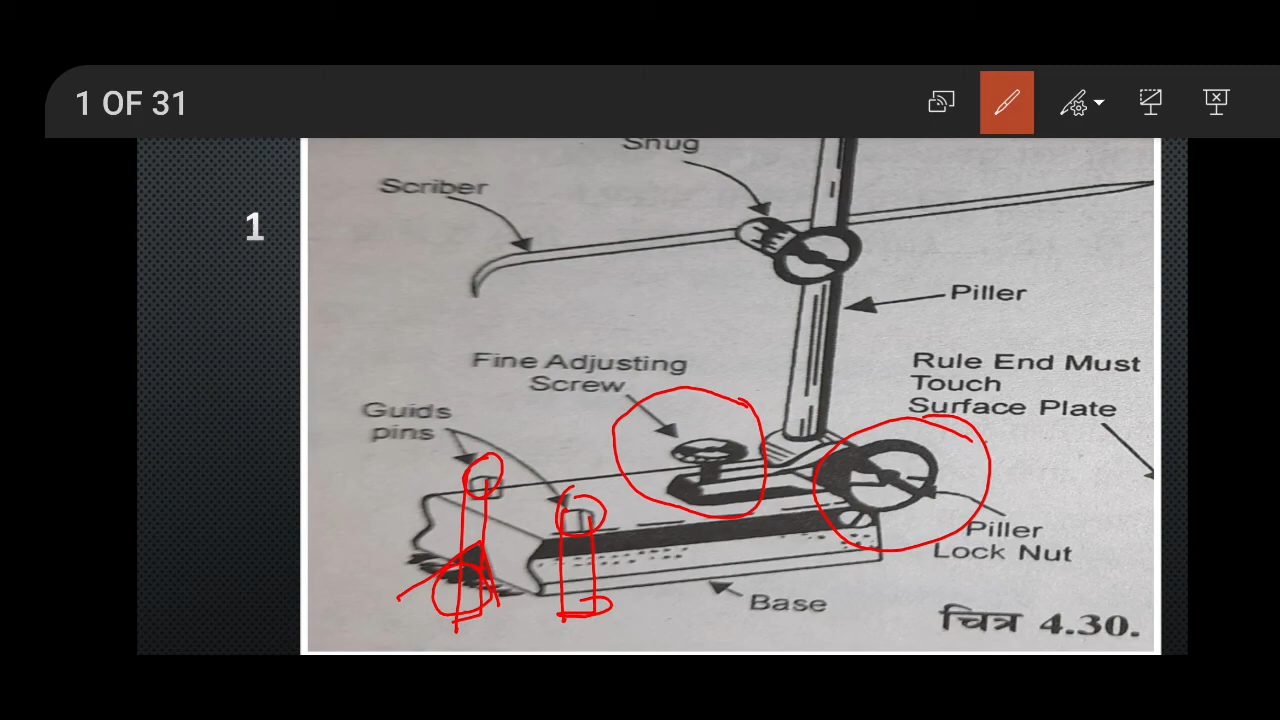 1 OF 31
1
Snug
Scriber
Piller
Fine Adjusting
Screw
Rule End Must
Touch
Surface Plate
Guids
pins
Piller
Lock Nut
Base
चित्र 4.30.